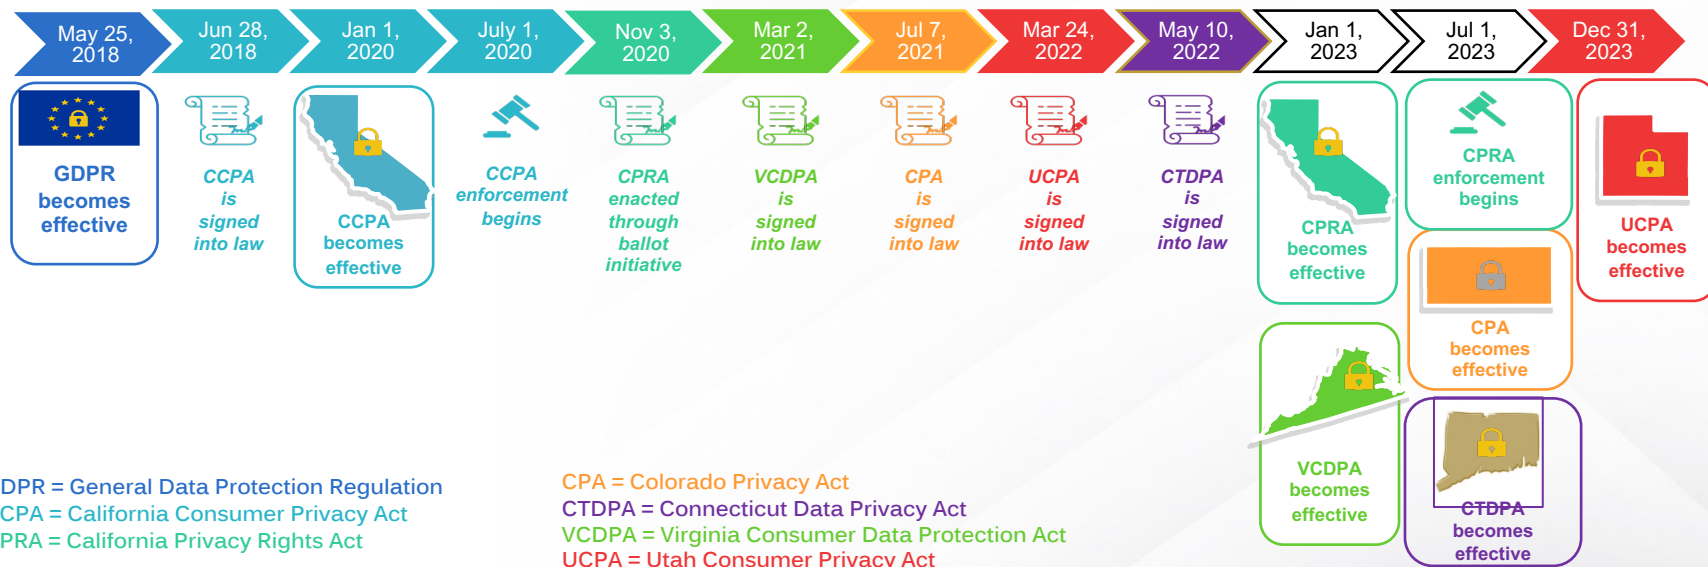 May 25,
2018
Jun 28,
2018
Jan 1,
2020
July 1,
2020
Nov 3,
2020
Mar 2,
2021
Jul 7,
2021
Mar 24,
2022
May 10,
2022
Jan 1,
2023
Jul 1,
2023
Dec 31,
2023
GDPR
becomes
effective
CCPA
is
signed
into law
CCPA
becomes
effective
CCPA
enforcement
begins
CPRA
enacted
through
ballot
initiative
VCDPA
is
signed
into law
CPA
is
signed
into law
UCPA
is
signed
into law
CTDPA
is
signed
into law
CPRA
becomes
effective
VCDPA
becomes
effective
CPRA
enforcement
begins
CPA
becomes
effective
CTDPA
becomes
effective
UCPA
becomes
effective
DPR = General Data Protection Regulation
CPA = California Consumer Privacy Act
PRA = California Privacy Rights Act
CPA = Colorado Privacy Act
CTDPA = Connecticut Data Privacy Act
VCDPA = Virginia Consumer Data Protection Act
UCPA = Utah Consumer Privacy Act